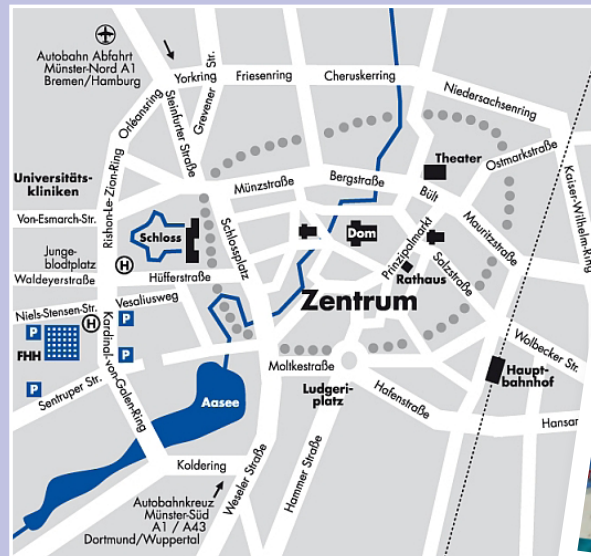 Autobahn Abfahrt
Münster-Nord A1
Bremen/Hamburg
Yorkring
Grevener Str.
Friesenring
Cheruskerring
Niedersachsenring
Orléansring
Steinfurter Straße
Theater
Ostmarkstraße
Universitäts-
kliniken
Rishon-Le-Zion-Ring
Münzstraße
Bergstraße
Bült
Kaiser-Wilhelm-Ring
Von-Esmarch-Str.
Schlossplatz
Mauritzstraße
Schloss
Dom
Prinzipalmarkt
Junge-
blodtplatz
H
Salzstraße
Waldeyerstraße
Hüfferstraße
Rathaus
Zentrum
Niels-Stensen-Str.
Vesaliusweg
P
H
P
FHH
Kardinal-von-Galen-Ring
P
P
Wolbecker Str.
Moltkestraße
Haupt-
bahnhof
Sentruper Str.
Aasee
Ludgeri-
platz
Hafenstraße
Hansar
Koldering
Weseler Straße
Hammer Straße
Autobahnkreuz
Münster-Süd
A1 / A43
Dortmund/Wuppertal